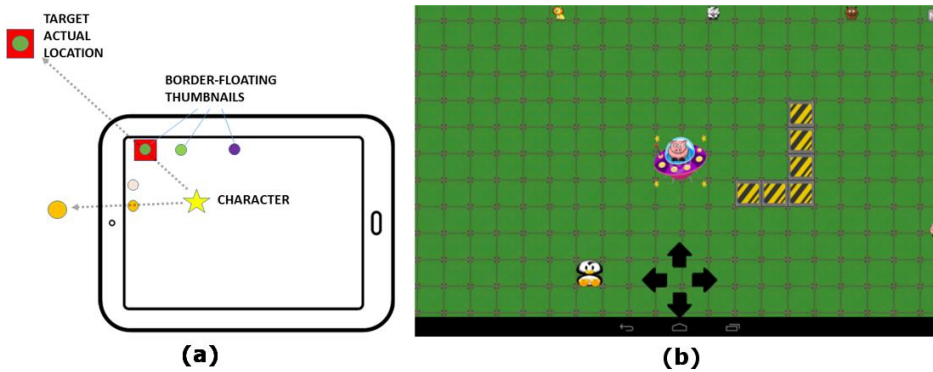 TARGET
ACTUAL
LOCATION
BORDER-FLOATING
THUMBNAILS
CHARACTER
(a)
(b)